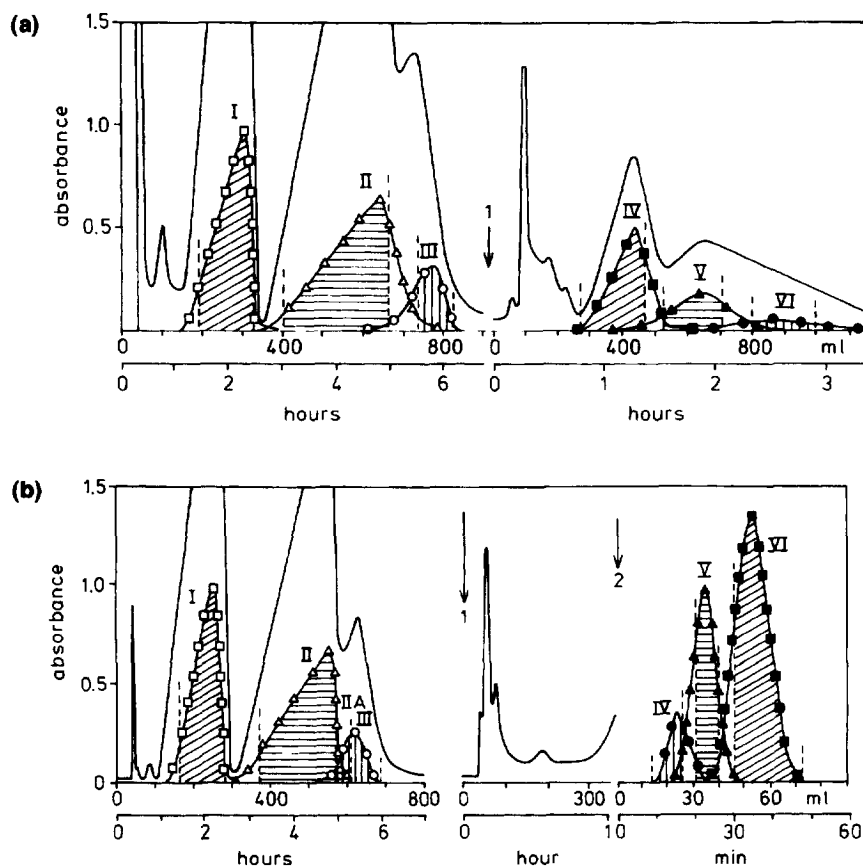 (a)
1.5
1.0
0.5
0
absorbance
I
II
III
1
IV
V
VI
0 400 800 400 800 ml
0 2 4 6 0 1 2 3
hours hours
(b)
1.5
1.0
0.5
0
absorbance
I
II
IIA
III
1
2
IV
V
VI
0 400 800 0 300 0 30 60 ml
0 2 4 6 0 10 30 60
hours hour min